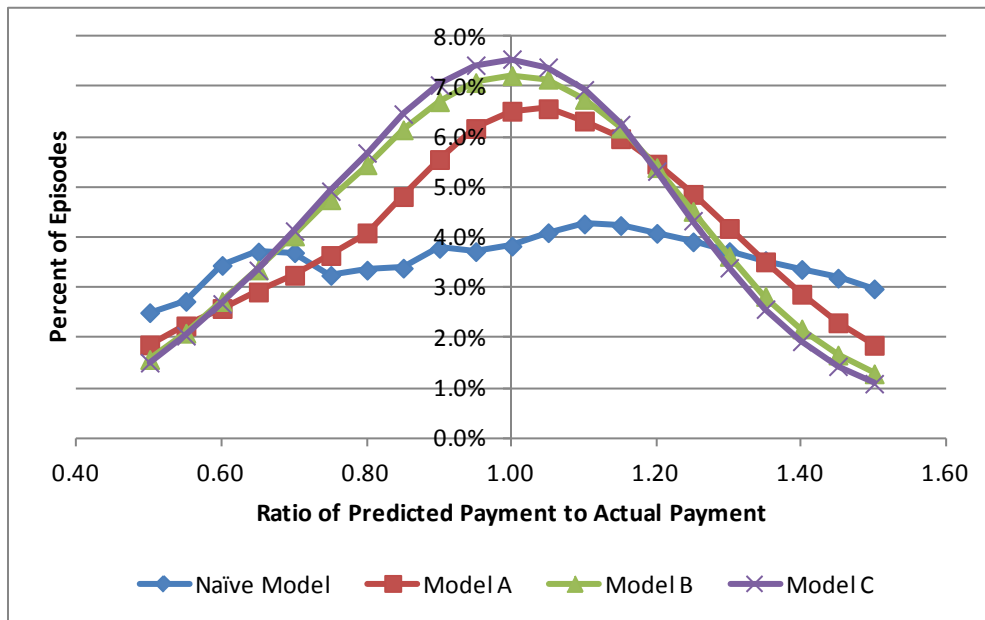 8.0%
7.0%
6.0%
5.0%
4.0%
3.0%
2.0%
1.0%
0.0%
Percent of Episodes
0.40 0.60 0.80 1.00 1.20 1.40 1.60
Ratio of Predicted Payment to Actual Payment
Naïve Model Model A Model B Model C